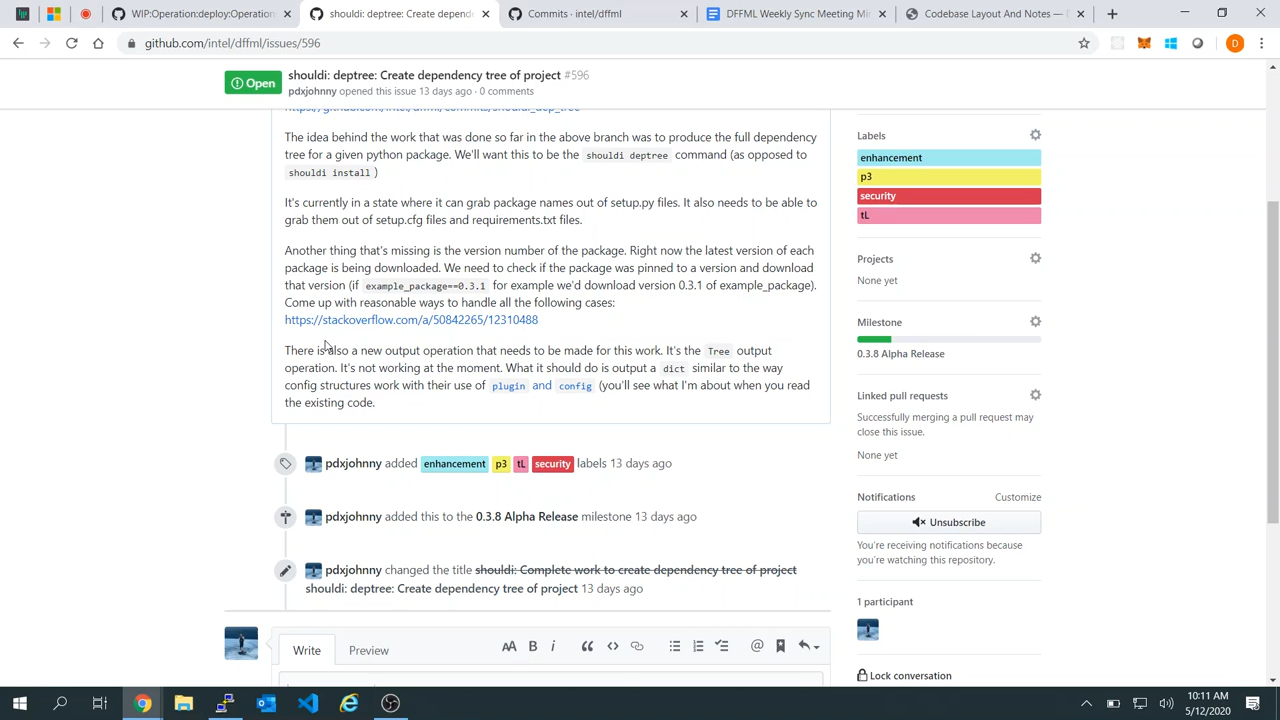 WIP:Operation:deploy:Operation
shouldi: deptree: Create depende
Commits · intel/dffml
DFFML Weekly Sync Meeting Mi
Codebase Layout And Notes — D
github.com/intel/dffml/issues/596
D
Open
shouldi: deptree: Create dependency tree of project #596
pdxjohnny opened this issue 13 days ago · 0 comments
https://github.com/intel/dffml/commits/shouldi_dep_tree
The idea behind the work that was done so far in the above branch was to produce the full dependency
tree for a given python package. We'll want this to be the shouldi deptree command (as opposed to
shouldi install )
It's currently in a state where it can grab package names out of setup.py files. It also needs to be able to
grab them out of setup.cfg files and requirements.txt files.
Another thing that's missing is the version number of the package. Right now the latest version of each
package is being downloaded. We need to check if the package was pinned to a version and download
that version (if example_package==0.3.1 for example we'd download version 0.3.1 of example_package).
Come up with reasonable ways to handle all the following cases:
https://stackoverflow.com/a/50842265/12310488
There is also a new output operation that needs to be made for this work. It's the Tree output
operation. It's not working at the moment. What it should do is output a dict similar to the way
config structures work with their use of plugin and config (you'll see what I'm about when you read
the existing code.
pdxjohnny added enhancement p3 tL security labels 13 days ago
pdxjohnny added this to the 0.3.8 Alpha Release milestone 13 days ago
pdxjohnny changed the title shouldi: Complete work to create dependency tree of project
shouldi: deptree: Create dependency tree of project 13 days ago
Write
Preview
AA B i
Labels
enhancement
p3
security
tL
Projects
None yet
Milestone
0.3.8 Alpha Release
Linked pull requests
Successfully merging a pull request may
close this issue.
None yet
Notifications
Customize
Unsubscribe
You're receiving notifications because
you're watching this repository.
1 participant
Lock conversation
10:11 AM
5/12/2020